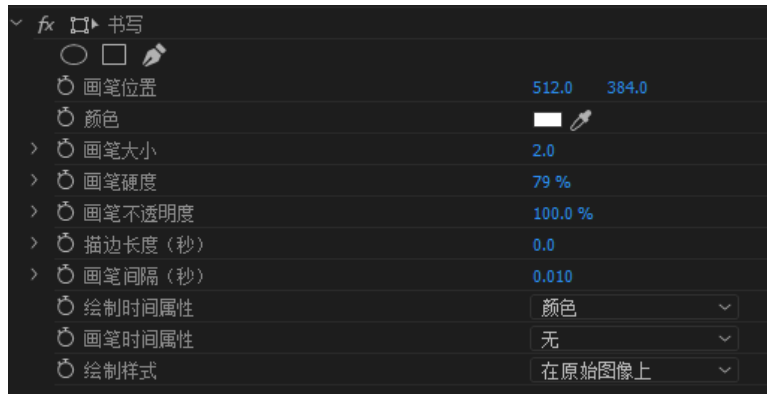 fx 书写
画笔位置 512.0 384.0
颜色
画笔大小 2.0
画笔硬度 79 %
画笔不透明度 100.0 %
描边长度（秒） 0.0
画笔间隔（秒） 0.010
绘制时间属性 颜色
画笔时间属性 无
绘制样式 在原始图像上